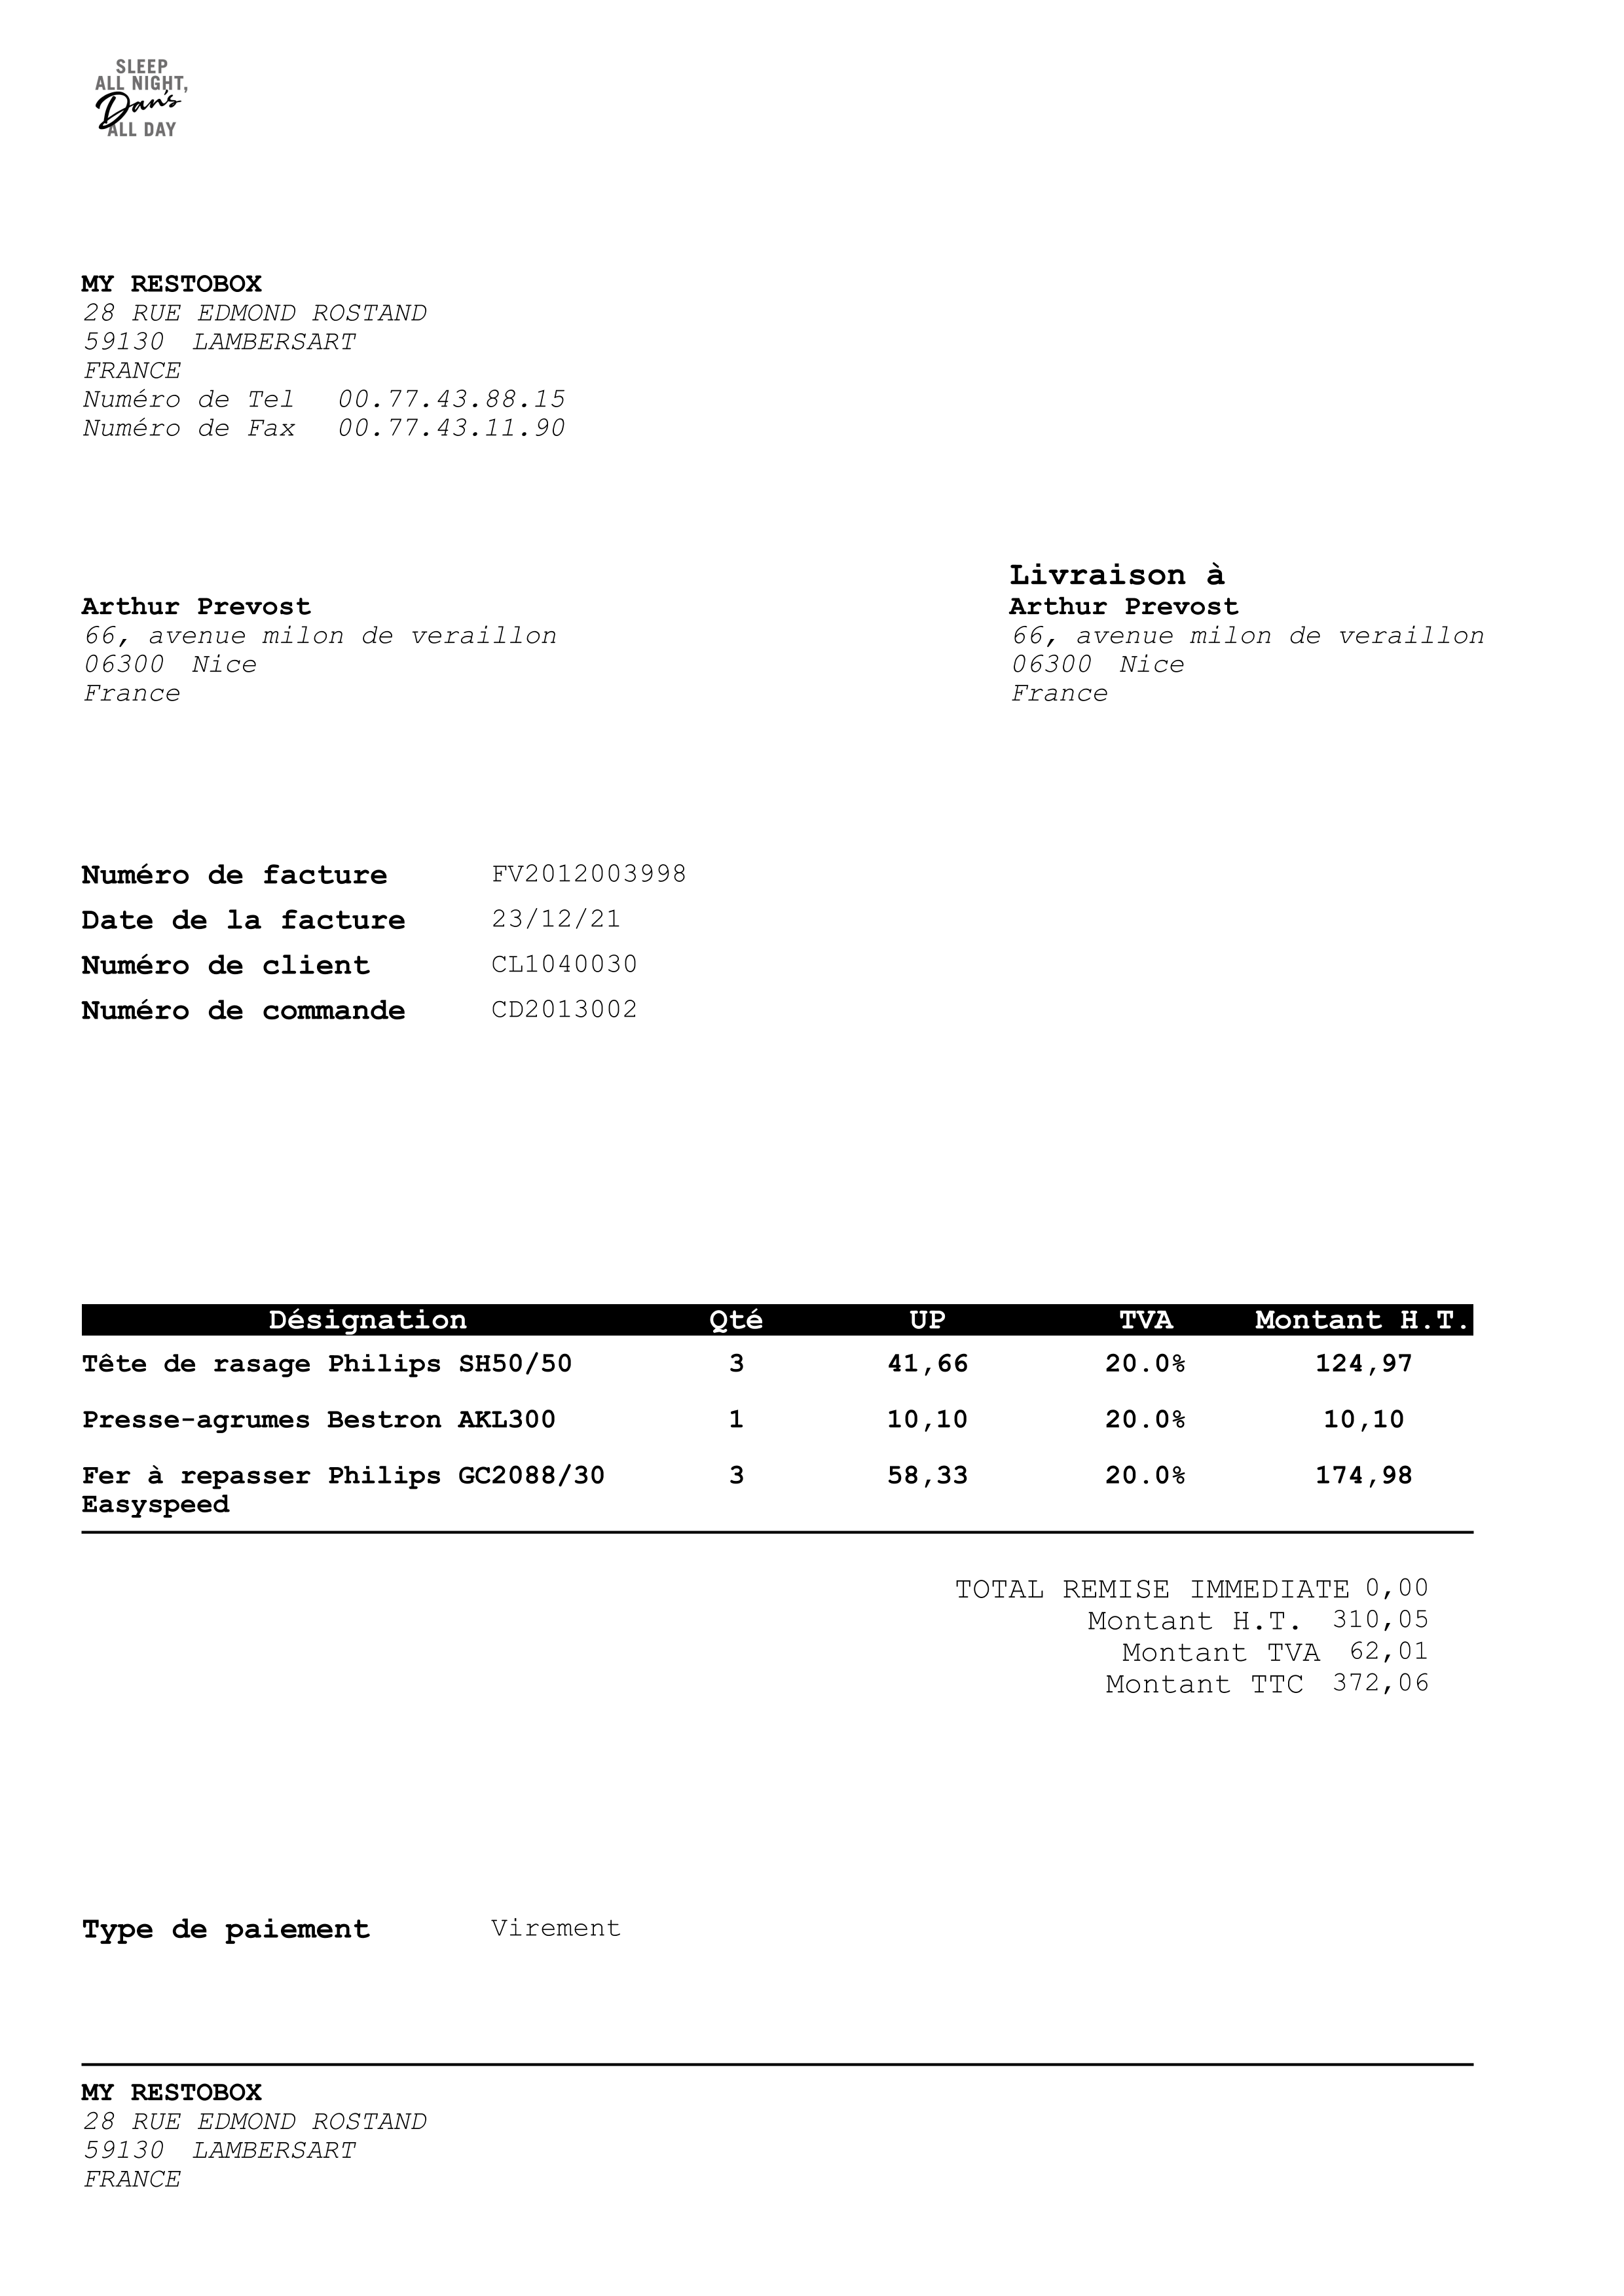 SLEEP
ALL NIGHT,
Dan's
ALL DAY
MY RESTOBOX
28 RUE EDMOND ROSTAND
59130 LAMBERSART
FRANCE
Numéro de Tel 00.77.43.88.15
Numéro de Fax 00.77.43.11.90
Arthur Prevost
66, avenue milon de veraillon
06300 Nice
France
Livraison à
Arthur Prevost
66, avenue milon de veraillon
06300 Nice
France
Numéro de facture FV2012003998
Date de la facture 23/12/21
Numéro de client CL1040030
Numéro de commande CD2013002
Désignation Qté UP TVA Montant H.T.
Tête de rasage Philips SH50/50 3 41,66 20.0% 124,97
Presse-agrumes Bestron AKL300 1 10,10 20.0% 10,10
Fer à repasser Philips GC2088/30 3 58,33 20.0% 174,98
Easyspeed
TOTAL REMISE IMMEDIATE 0,00
Montant H.T. 310,05
Montant TVA 62,01
Montant TTC 372,06
Type de paiement Virement
MY RESTOBOX
28 RUE EDMOND ROSTAND
59130 LAMBERSART
FRANCE